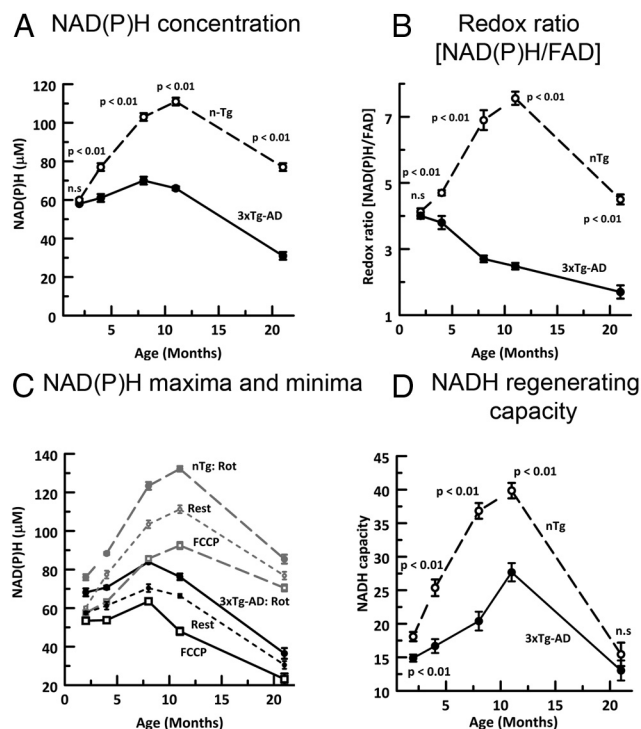 A NAD(P)H concentration
NAD(P)H (µM)
120
100
80
60
40
20
0
5
10
15
20
Age (Months)
n.s
p < 0.01
p < 0.01
p < 0.01
p < 0.01
n-Tg
3xTg-AD
B Redox ratio
[NAD(P)H/FAD]
Redox ratio [NAD(P)H/FAD]
7
5
3
1
0
5
10
15
20
Age (Months)
n.s
p < 0.01
p < 0.01
p < 0.01
p < 0.01
nTg
3xTg-AD
C NAD(P)H maxima and minima
NAD(P)H (µM)
140
120
100
80
60
40
20
0
5
10
15
20
Age (Months)
nTg: Rot
Rest
FCCP
3xTg-AD: Rot
Rest
FCCP
D NADH regenerating
capacity
NADH capacity
45
40
35
30
25
20
15
10
0
5
10
15
20
Age (Months)
p < 0.01
p < 0.01
p < 0.01
p < 0.01
n.s
nTg
3xTg-AD